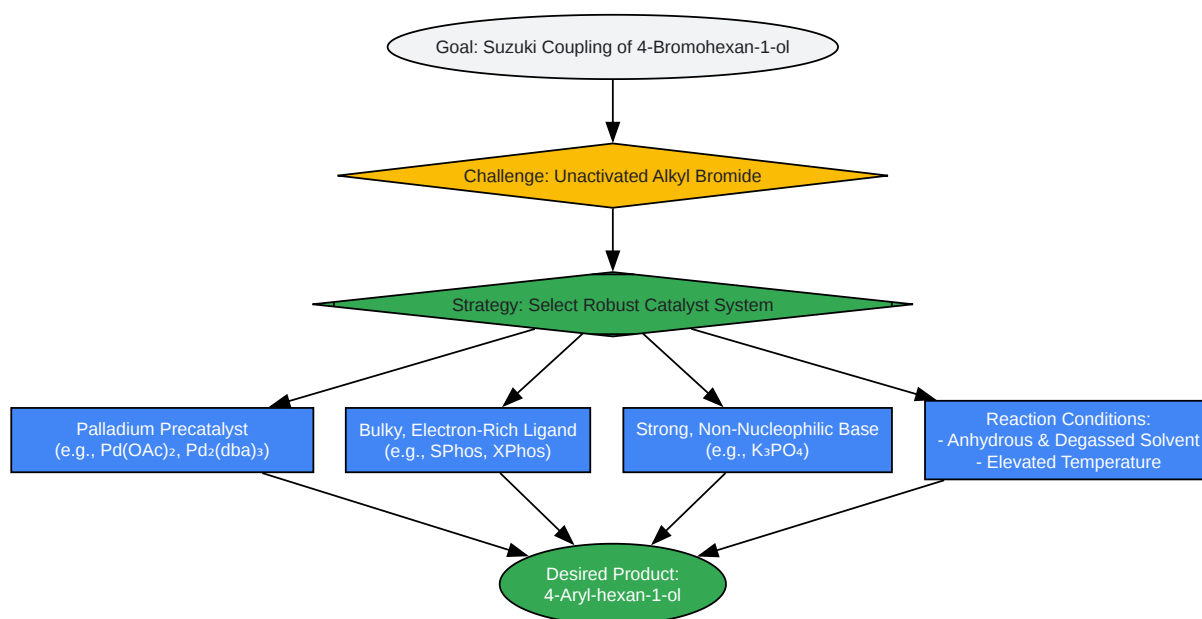 Goal: Suzuki Coupling of 4-Bromohexan-1-ol
Challenge: Unactivated Alkyl Bromide
Strategy: Select Robust Catalyst System
Palladium Precatalyst
(e.g., Pd(OAc)₂, Pd₂(dba)₃)
Bulky, Electron-Rich Ligand
(e.g., SPhos, XPhos)
Strong, Non-Nucleophilic Base
(e.g., K₃PO₄)
Reaction Conditions:
- Anhydrous & Degassed Solvent
- Elevated Temperature
Desired Product:
4-Aryl-hexan-1-ol